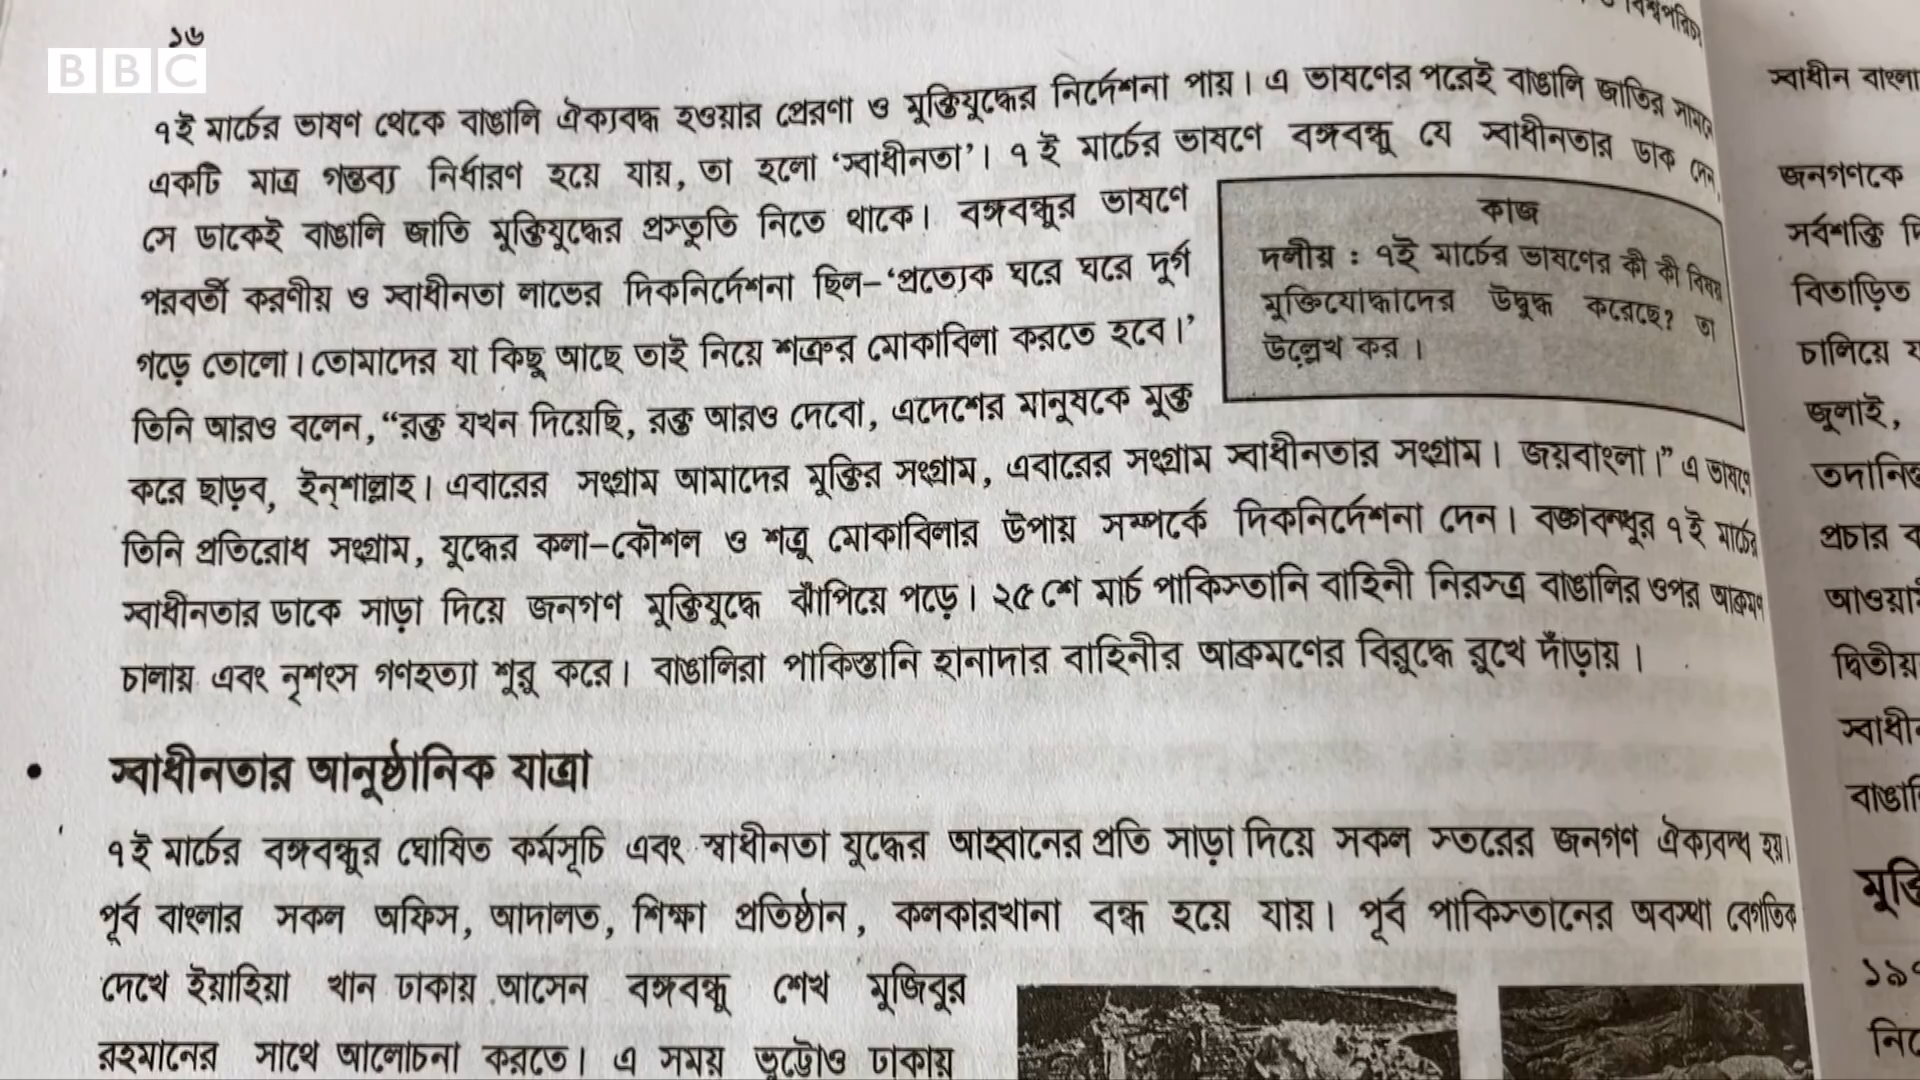 ১৬
BBC
বিশ্বপরিচয়
৭ই মার্চের ভাষণ থেকে বাঙালি ঐক্যবদ্ধ হওয়ার প্রেরণা ও মুক্তিযুদ্ধের নির্দেশনা পায়। এ ভাষণের পরেই বাঙালি জাতির সামনে
একটি মাত্র গন্তব্য নির্ধারণ হয়ে যায়, তা হলো ‘স্বাধীনতা’। ৭ ই মার্চের ভাষণে বঙ্গবন্ধু যে স্বাধীনতার ডাক দেন,
সে ডাকেই বাঙালি জাতি মুক্তিযুদ্ধের প্রস্তুতি নিতে থাকে। বঙ্গবন্ধুর ভাষণে
পরবর্তী করণীয় ও স্বাধীনতা লাভের দিকনির্দেশনা ছিল–‘প্রত্যেক ঘরে ঘরে দুর্গ
গড়ে তোলো। তোমাদের যা কিছু আছে তাই নিয়ে শত্রুর মোকাবিলা করতে হবে।’
তিনি আরও বলেন, “রক্ত যখন দিয়েছি, রক্ত আরও দেবো, এদেশের মানুষকে মুক্ত
করে ছাড়ব, ইন্‌শাল্লাহ। এবারের সংগ্রাম আমাদের মুক্তির সংগ্রাম, এবারের সংগ্রাম স্বাধীনতার সংগ্রাম। জয়বাংলা।” এ ভাষণে
তিনি প্রতিরোধ সংগ্রাম, যুদ্ধের কলা–কৌশল ও শত্রু মোকাবিলার উপায় সম্পর্কে দিকনির্দেশনা দেন। বঙ্গাবন্ধুর ৭ই মার্চের
স্বাধীনতার ডাকে সাড়া দিয়ে জনগণ মুক্তিযুদ্ধে ঝাঁপিয়ে পড়ে। ২৫ শে মার্চ পাকিস্তানি বাহিনী নিরস্ত্র বাঙালির ওপর আক্রমণ
চালায় এবং নৃশংস গণহত্যা শুরু করে। বাঙালিরা পাকিস্তানি হানাদার বাহিনীর আক্রমণের বিরুদ্ধে রুখে দাঁড়ায়।
কাজ
দলীয় : ৭ই মার্চের ভাষণের কী কী বিষয়
মুক্তিযোদ্ধাদের উদ্বুদ্ধ করেছে? তা
উল্লেখ কর।
• স্বাধীনতার আনুষ্ঠানিক যাত্রা
৭ই মার্চের বঙ্গবন্ধুর ঘোষিত কর্মসূচি এবং স্বাধীনতা যুদ্ধের আহ্বানের প্রতি সাড়া দিয়ে সকল স্তরের জনগণ ঐক্যবদ্ধ হয়।
পূর্ব বাংলার সকল অফিস, আদালত, শিক্ষা প্রতিষ্ঠান, কলকারখানা বন্ধ হয়ে যায়। পূর্ব পাকিস্তানের অবস্থা বেগতিক
দেখে ইয়াহিয়া খান ঢাকায় আসেন বঙ্গবন্ধু শেখ মুজিবুর
রহমানের সাথে আলোচনা করতে। এ সময় ভুট্টোও ঢাকায়
স্বাধীন বাংলা
জনগণকে
সর্বশক্তি
বিতাড়িত
চালিয়ে
জুলাই,
প্রচার
দ্বিতীয়